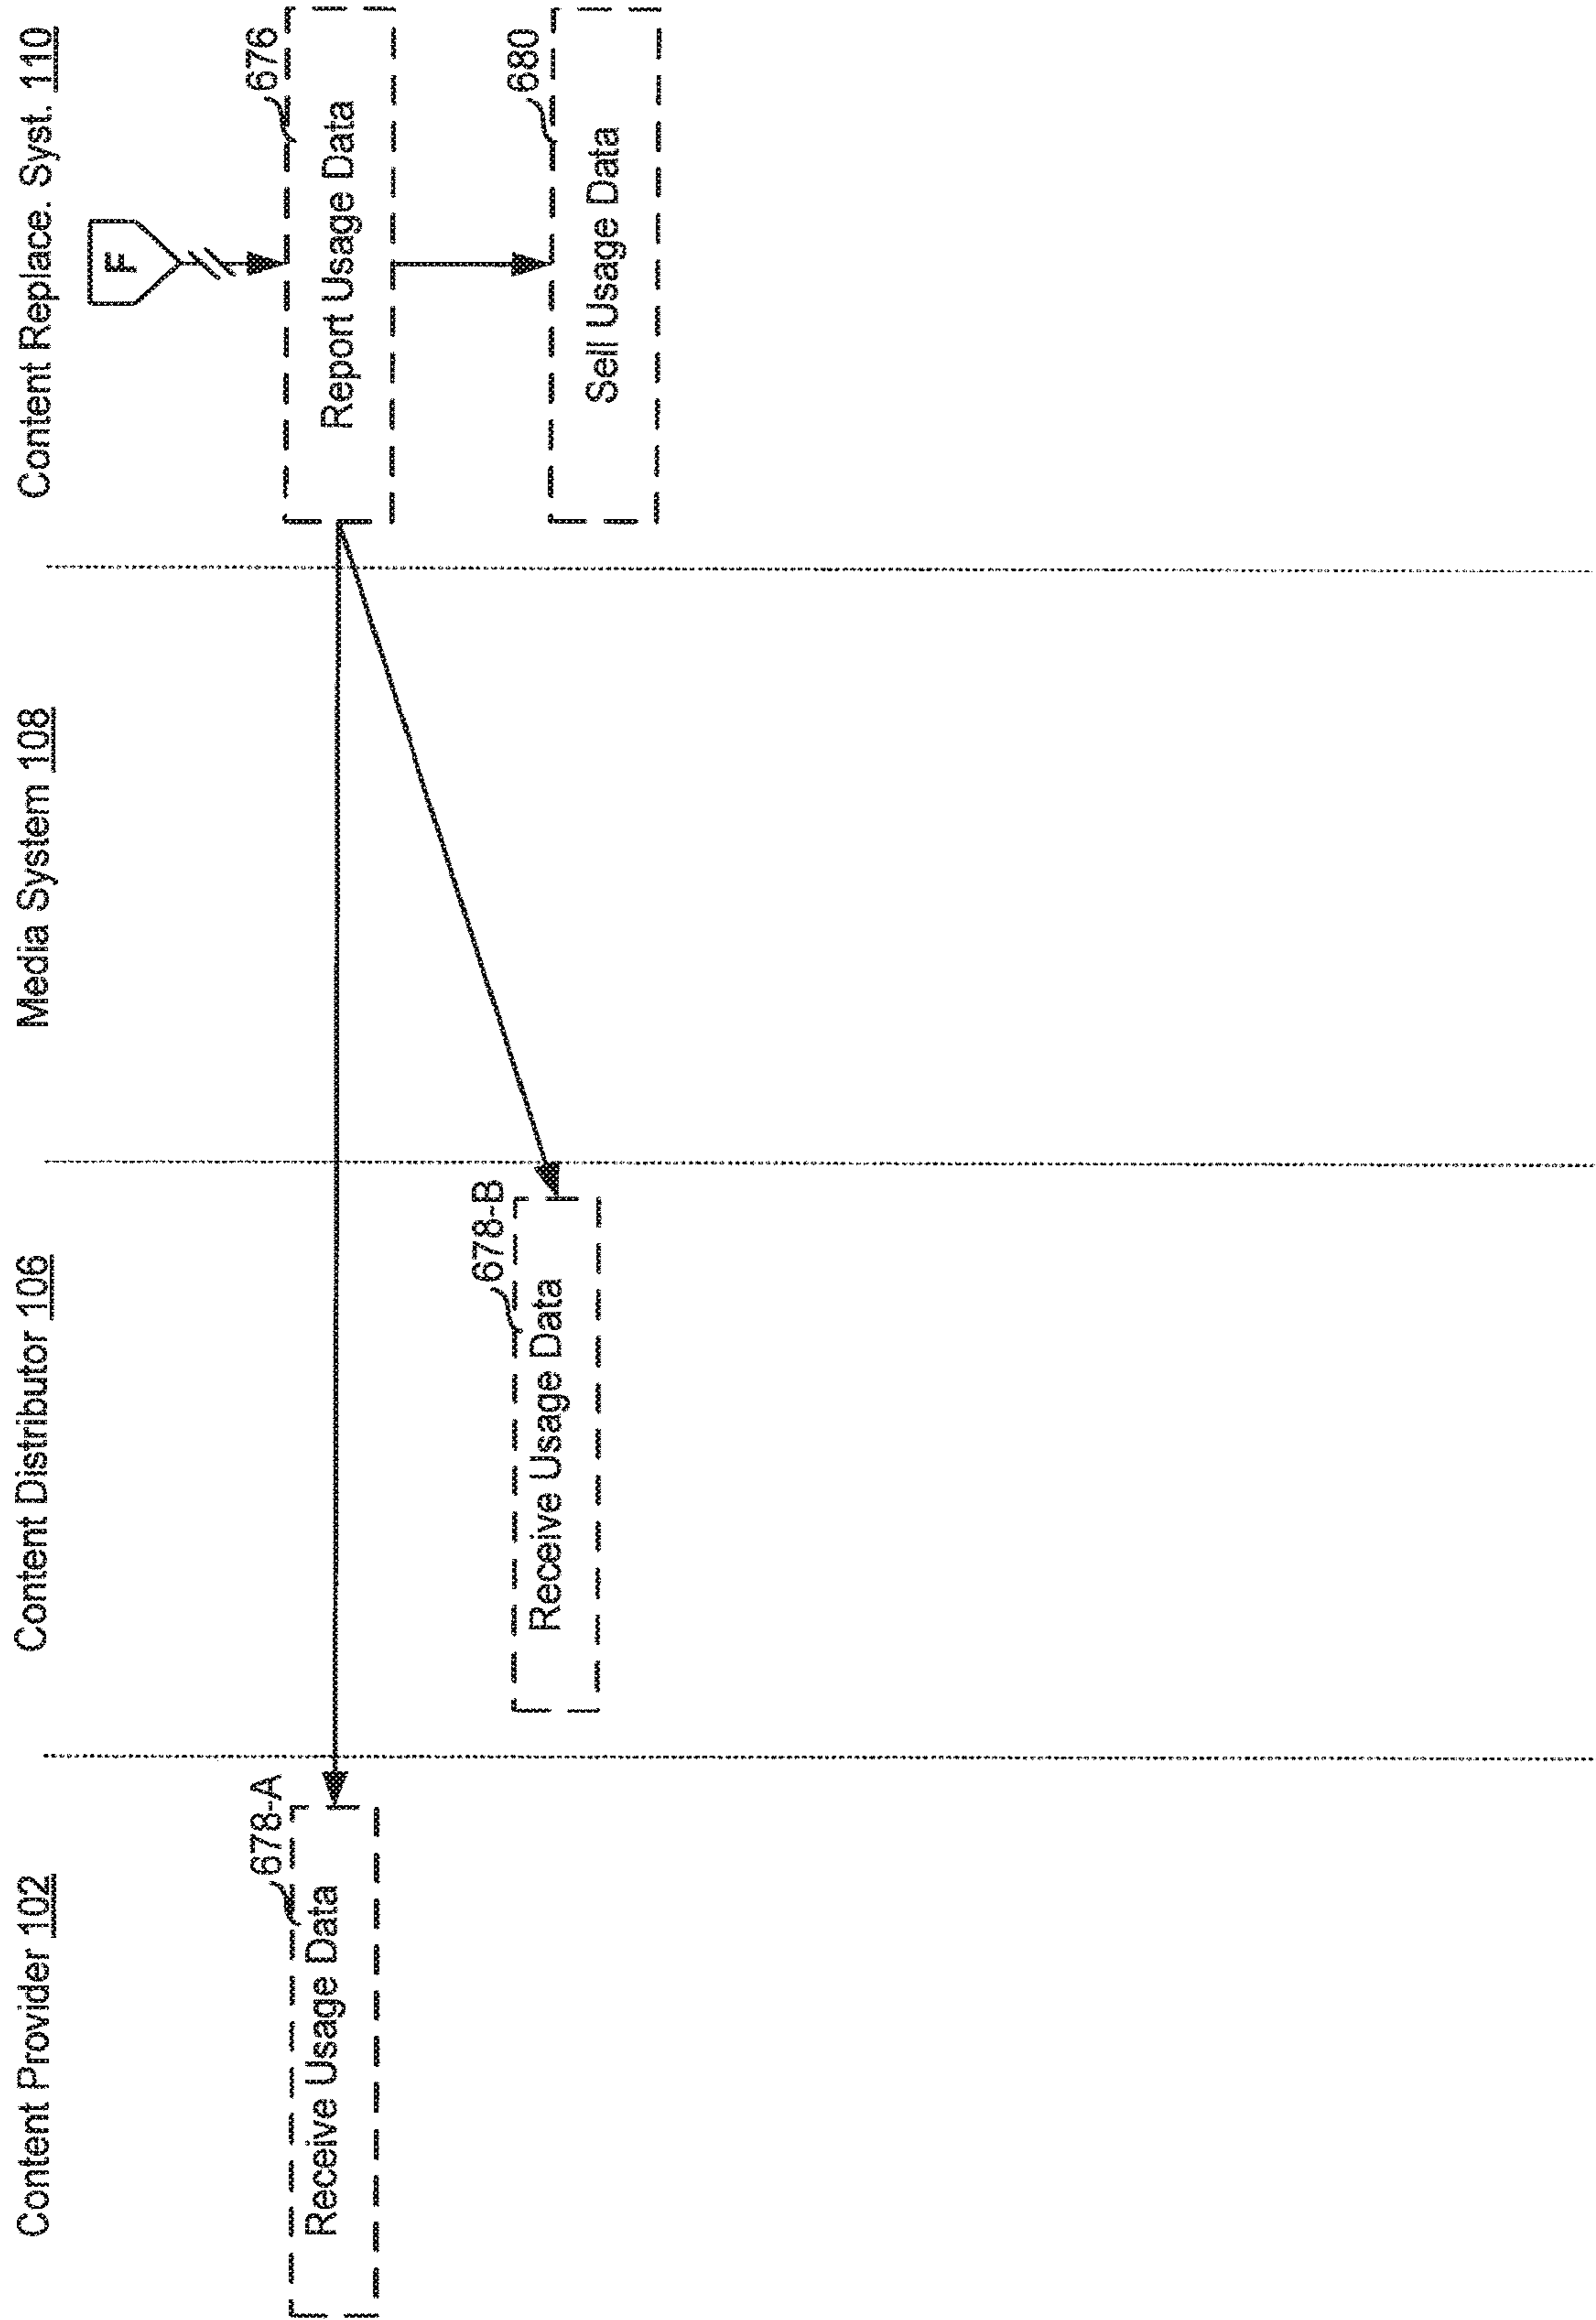 Content Provider 102
Content Distributor 106
Media System 108
Content Replace. Syst. 110
F
676
Report Usage Data
678-A
Receive Usage Data
678-B
Receive Usage Data
680
Sell Usage Data